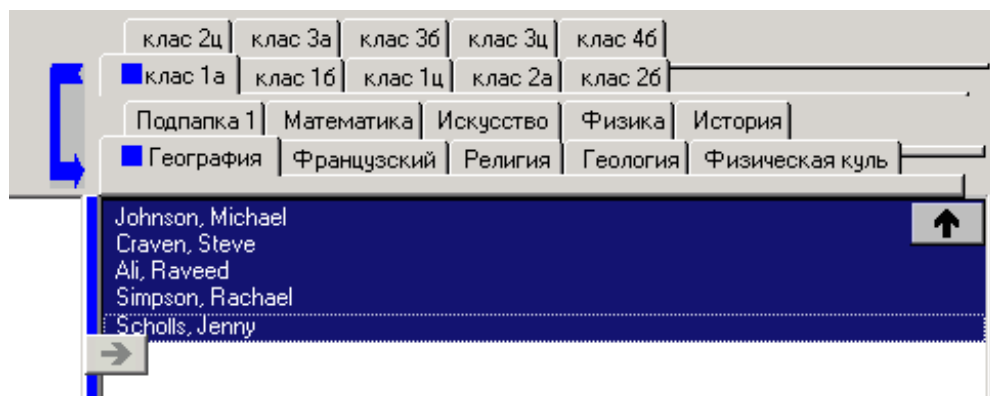 клас 2ц клас 3а клас 3б клас 3ц клас 4б
клас 1а клас 1б клас 1ц клас 2а клас 2б
Подпапка 1 Математика Искусство Физика История
География Французский Религия Геология Физическая куль
Johnson, Michael
Craven, Steve
Ali, Raveed
Simpson, Rachael
Scholls, Jenny